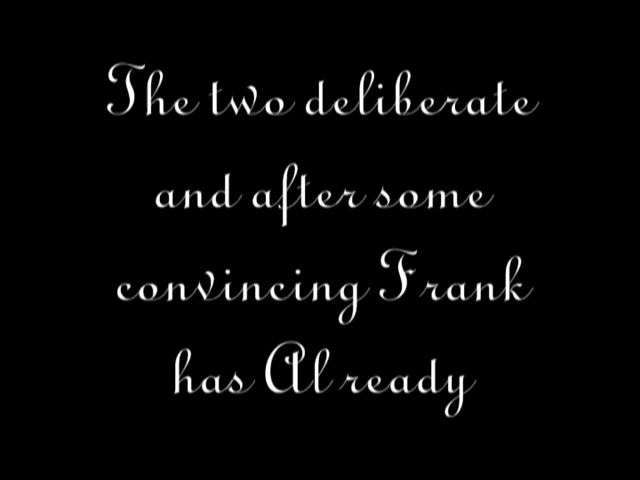 The two deliberate
and after some
convincing Frank
has Al ready